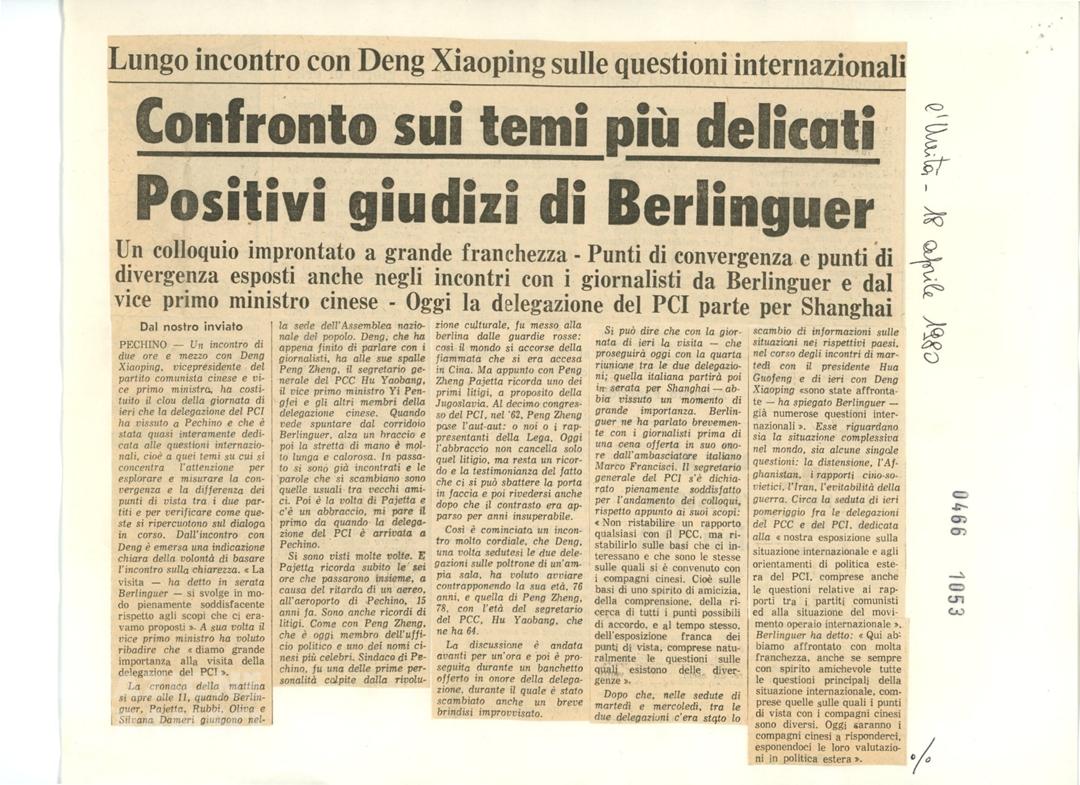 Lungo incontro con Deng Xiaoping sulle questioni internazionali
Confronto sui temi più delicati
Positivi giudizi di Berlinguer
Un colloquio improntato a grande franchezza - Punti di convergenza e punti di
divergenza esposti anche negli incontri con i giornalisti da Berlinguer e dal
vice primo ministro cinese - Oggi la delegazione del PCI parte per Shanghai
Dal nostro inviato
PECHINO — Un incontro di
due ore e mezzo con Deng
Xiaoping, vicepresidente del
partito comunista cinese e vi-
ce primo ministro, ha costi-
tuito il clou della giornata di
ieri che la delegazione del PCI
ha vissuto a Pechino e che è
stata quasi interamente dedi-
cata alle questioni internazio-
nali, cioè a quei temi su cui si
concentra l'attenzione per
esplorare e misurare la con-
vergenza e la differenza dei
punti di vista tra i due par-
titi e per verificare come que-
ste si ripercuotono sul dialogo
in corso. Dall'incontro con
Deng è emersa una indicazione
chiara della volontà di basare
l'incontro sulla chiarezza. « La
visita — ha detto in serata
Berlinguer — si svolge in mo-
do pienamente soddisfacente
rispetto agli scopi che ci era-
vamo proposti ». A sua volta il
vice primo ministro ha voluto
ribadire che « diamo grande
importanza alla visita della
delegazione del PCI ».
La cronaca della mattina
si apre alle 11, quando Berlin-
guer, Pajetta, Rubbi, Oliva e
Silvana Dameri giungono nel-
la sede dell'Assemblea nazio-
nale del popolo. Deng, che ha
appena finito di parlare con i
giornalisti, ha alle sue spalle
Peng Zheng, il segretario ge-
nerale del PCC Hu Yaobang,
il vice primo ministro Yi Pen-
gfei e gli altri membri della
delegazione cinese. Quando
vede spuntare dal corridoio
Berlinguer, alza un braccio e
poi la stretta di mano è mol-
to lunga e calorosa. In passa-
to si sono già incontrati e le
parole che si scambiano sono
quelle usuali tra vecchi ami-
ci. Poi è la volta di Pajetta e
c'è un abbraccio, mi pare il
primo da quando la delega-
zione del PCI è arrivata a
Pechino.
Si sono visti molte volte. E
Pajetta ricorda subito le sei
ore che passarono insieme, a
causa del ritardo di un aereo,
all'aeroporto di Pechino, 15
anni fa. Sono anche ricordi di
litigi. Come con Peng Zheng,
che è oggi membro dell'uffi-
cio politico e uno dei nomi ci-
nesi più celebri. Sindaco di Pe-
chino, fu una delle prime per-
sonalità colpite dalla rivolu-
zione culturale, fu messo alla
berlina dalle guardie rosse:
così il mondo si accorse della
fiammata che si era accesa
in Cina. Ma appunto con Peng
Zheng Pajetta ricorda uno dei
primi litigi, a proposito della
Jugoslavia. Al decimo congres-
so del PCI, nel '62, Peng Zheng
pose l'aut-aut: o noi o i rap-
presentanti della Lega. Oggi
l'abbraccio non cancella solo
quel litigio, ma resta un ricor-
do e la testimonianza del fatto
che ci si può sbattere la porta
in faccia e poi rivedersi anche
dopo che il contrasto era ap-
parso per anni insuperabile.
Così è cominciata un incon-
tro molto cordiale, che Deng,
una volta sedutesi le due dele-
gazioni sulle poltrone di un'am-
pia sala, ha voluto avviare
contrapponendo la sua età, 76
anni, e quella di Peng Zheng,
78, con l'età del segretario
del PCC, Hu Yaobang, che
ne ha 64.
La discussione è andata
avanti per un'ora e poi è pro-
seguita durante un banchetto
offerto in onore della delega-
zione, durante il quale è stato
scambiato anche un breve
brindisi improvvisato.
Si può dire che con la gior-
nata di ieri la visita — che
proseguirà oggi con la quarta
riunione tra le due delegazio-
ni; quella italiana partirà poi
in serata per Shanghai — ab-
bia vissuto un momento di
grande importanza. Berlin-
guer ne ha parlato brevemen-
te con i giornalisti prima di
una cena offerta in suo onore
dall'ambasciatore italiano
Marco Francisci. Il segretario
generale del PCI s'è dichia-
rato pienamente soddisfatto
per l'andamento dei colloqui,
rispetto appunto ai suoi scopi:
« Non ristabilire un rapporto
qualsiasi con il PCC, ma ri-
stabilirlo sulle basi che ci in-
teressano e che sono le stesse
sulle quali si è convenuto con
i compagni cinesi. Cioè sulle
basi di uno spirito di amicizia,
della comprensione, della ri-
cerca di tutti i punti possibili
di accordo, e al tempo stesso,
dell'esposizione franca dei
punti di vista, comprese natu-
ralmente le questioni sulle
quali esistono delle diver-
genze ».
Dopo che, nelle sedute di
martedì e mercoledì, tra le
due delegazioni c'era stato lo
scambio di informazioni sulle
situazioni nei rispettivi paesi,
nel corso degli incontri di mar-
tedì con il presidente Hua
Guofeng e di ieri con Deng
Xiaoping «sono state affronta-
te — ha spiegato Berlinguer —
già numerose questioni inter-
nazionali ». Esse riguardano
sia la situazione complessiva
nel mondo, sia alcune singole
questioni: la distensione, l'Af-
ghanistan, i rapporti cino-so-
vietici, l'Iran, l'evitabilità della
guerra. Circa la seduta di ieri
pomeriggio fra le delegazioni
del PCC e del PCI, dedicata
alla « nostra esposizione sulla
situazione internazionale e agli
orientamenti di politica este-
ra del PCI, comprese anche
le questioni relative ai rap-
porti tra i partiti comunisti
ed alla situazione del movi-
mento operaio internazionale »,
Berlinguer ha detto: « Qui ab-
biamo affrontato con molta
franchezza, anche se sempre
con spirito amichevole tutte
le questioni principali della
situazione internazionale, com-
prese quelle sulle quali i punti
di vista con i compagni cinesi
sono diversi. Oggi saranno i
compagni cinesi a risponderci,
esponendoci le loro valutazio-
ni in politica estera ».
l'Unità - 18 aprile 1980
0466 1053
%